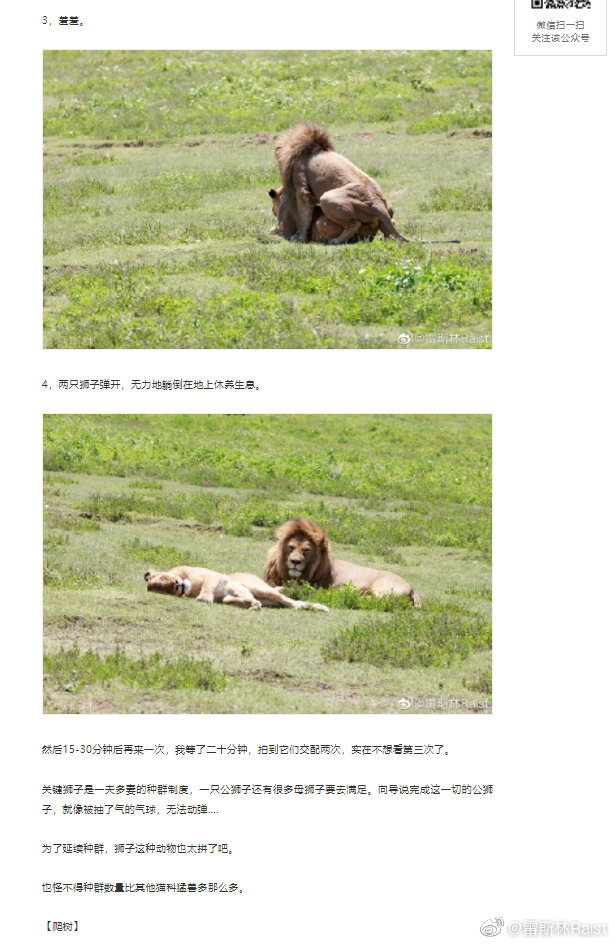 3，羞羞。
微信扫一扫
关注该公众号
@雷斯林Raist
4，两只狮子弹开，无力地躺倒在地上休养生息。
@雷斯林Raist
然后15-30分钟后再来一次，我等了二十分钟，拍到它们交配两次，实在不想看第三次了。
关键狮子是一夫多妻的种群制度，一只公狮子还有很多母狮子要去满足。向导说完成这一切的公狮
子，就像被抽了气的气球，无法动弹....
为了延续种群，狮子这种动物也太拼了吧。
也怪不得种群数量比其他猫科猛兽多那么多。
【爬树】
@雷斯林Raist